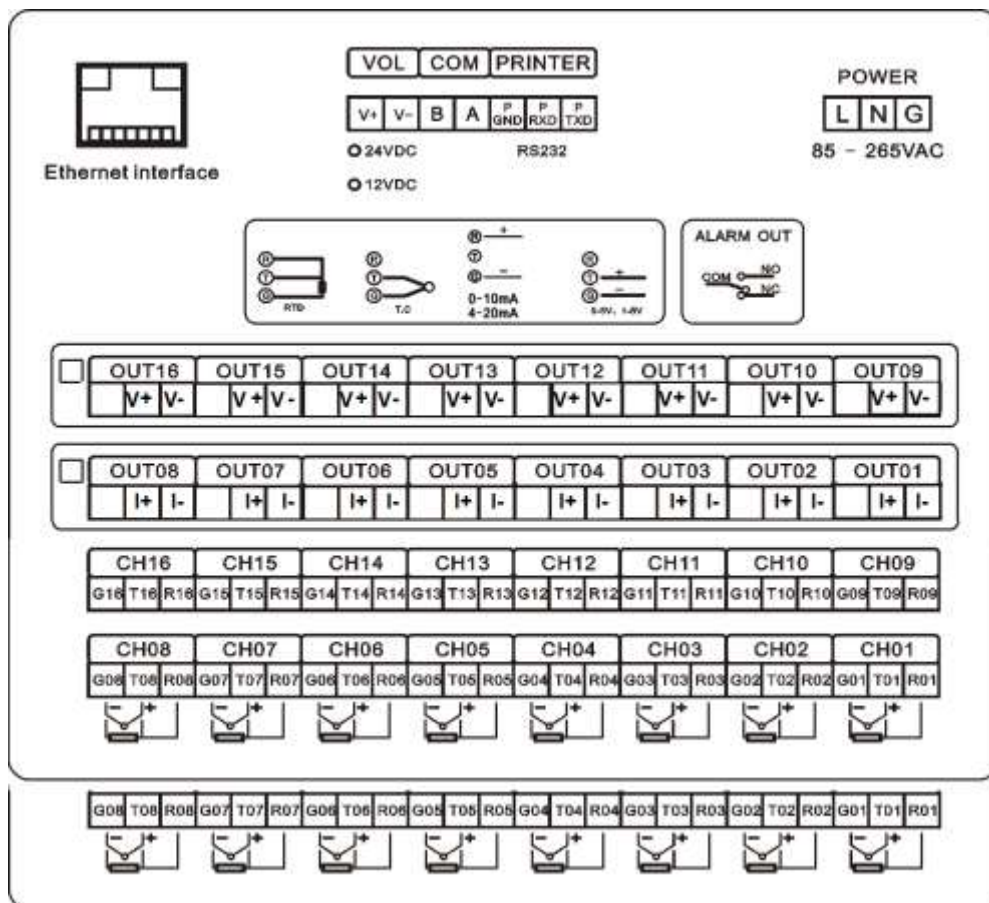 VOL COM PRINTER
POWER
V+ V- B A P GND P RXD P TXD
L N G
24VDC RS232
85 - 265VAC
Ethernet interface
12VDC
ALARM OUT
R +
R R T R
T T G - T +
G G G -
COM NO
NC
RTD T.C 0-10mA
4-20mA
OUT16 OUT15 OUT14 OUT13 OUT12 OUT11 OUT10 OUT09
V+ V- V+ V- V+ V- V+ V- V+ V- V+ V- V+ V- V+ V-
OUT08 OUT07 OUT06 OUT05 OUT04 OUT03 OUT02 OUT01
I+ I- I+ I- I+ I- I+ I- I+ I- I+ I- I+ I- I+ I-
CH16 CH15 CH14 CH13 CH12 CH11 CH10 CH09
G16 T16 R16 G15 T15 R15 G14 T14 R14 G13 T13 R13 G12 T12 R12 G11 T11 R11 G10 T10 R10 G09 T09 R09
CH08 CH07 CH06 CH05 CH04 CH03 CH02 CH01
G08 T08 R08 G07 T07 R07 G06 T06 R06 G05 T05 R05 G04 T04 R04 G03 T03 R03 G02 T02 R02 G01 T01 R01
- + - + - + - + - + - + - + - +
G08 T08 R08 G07 T07 R07 G06 T06 R06 G05 T05 R05 G04 T04 R04 G03 T03 R03 G02 T02 R02 G01 T01 R01
- + - + - + - + - + - + - + - +